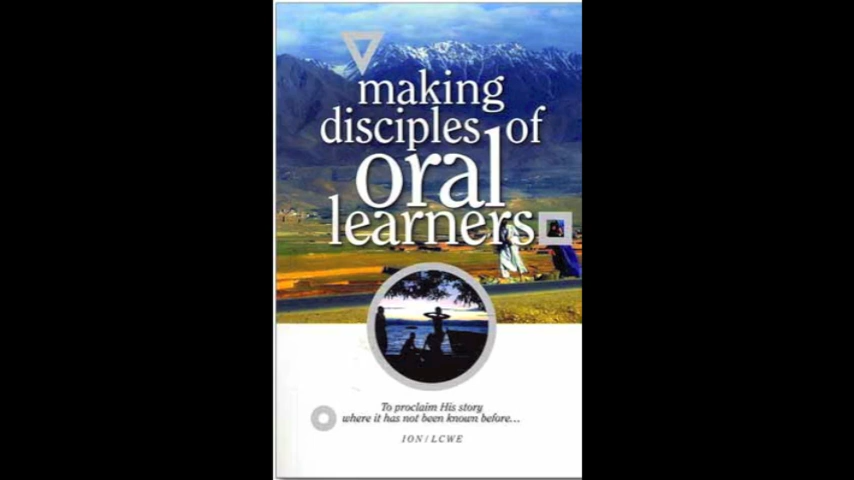 making
disciples of
oral
learners
To proclaim His story
where it has not been known before...
ION / LCWE